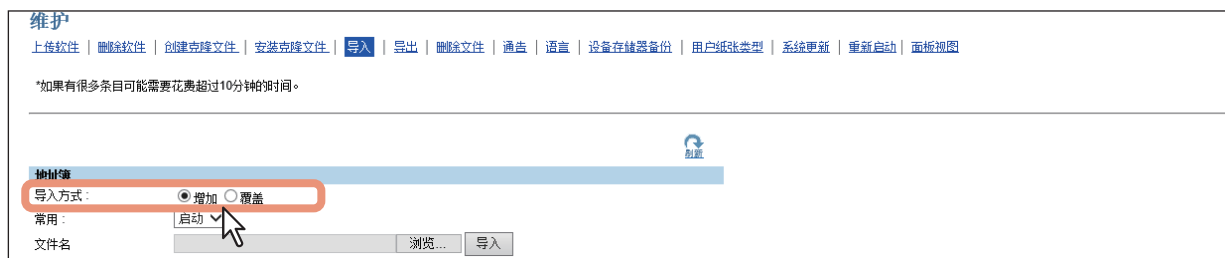 维护
上传软件 | 删除软件 | 创建克隆文件 | 安装克隆文件 | 导入 | 导出 | 删除文件 | 通告 | 语言 | 设备存储器备份 | 用户纸张类型 | 系统更新 | 重新启动 | 面板视图
*如果有很多条目可能需要花费超过10分钟的时间。
刷新
地址簿
导入方式 : 增加 覆盖
常用 : 启动
文件名 浏览... 导入